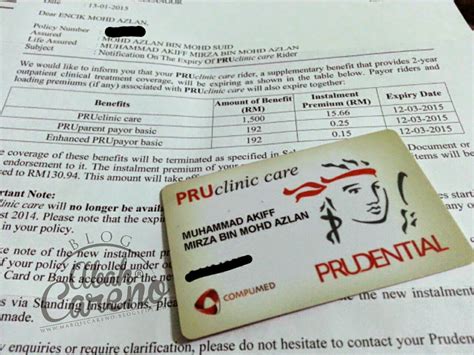 13-01-2015
Dear ENCIK MOHD AZLAN,
Policy Number :
Policy Assured : MOHD AZLAN BIN MOHD SUID
Life Assured : MUHAMMAD AKIFF MIRZA BIN MOHD AZLAN
Subject : Notification On The Expiry Of PRUclinic care Rider
We would like to inform you that your PRUclinic care rider, a supplementary benefit that provides 2-year
outpatient clinical treatment coverage, will be expiring as shown in the table below. Payor riders and
loading premiums (if any) associated with PRUclinic care will also expire together:
Benefits Amount of Benefit (RM) Instalment Premium (RM) Expiry Date
PRUclinic care 1,500 15.66 12-03-2015
PRUparent payor basic 192 0.25 12-03-2015
Enhanced PRUpayor basic 192 0.15 12-03-2015
coverage of these benefits will be terminated as specified in Document or
endorsement to it. The instalment premium of your
ed to RM130.94. This amount will take
PRUclinic care
MUHAMMAD AKIFF
MIRZA BIN MOHD AZLAN
COMPUMED
PRUDENTIAL
Important Note:
clinic care will no longer be
ust 2014. Please note that the
in your policy.
BLOG
Careno
take note of the new instalment
if your policy is enrolled under
Card or Bank account for the
via Standing Instructions, please
new instalment
enquiries or require clarification, please do not hesitate to contact your Prude